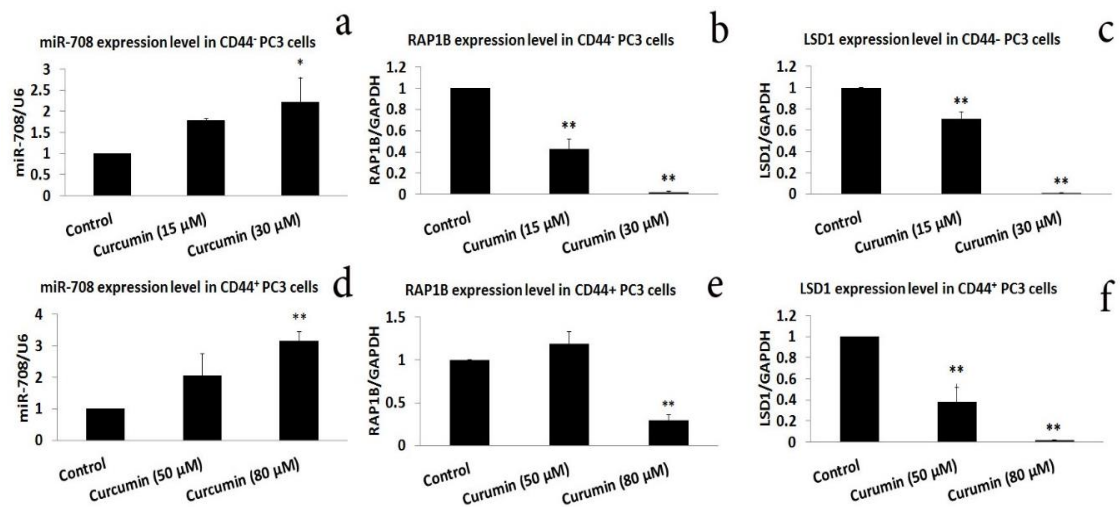 a
miR-708 expression level in CD44⁻ PC3 cells
miR-708/U6
3
2.5
2
1.5
1
0.5
0
*
Control
Curcumin (15 µM)
Curcumin (30 µM)
b
RAP1B expression level in CD44⁻ PC3 cells
RAP1B/GAPDH
1.2
1
0.8
0.6
0.4
0.2
0
**
**
Control
Curumin (15 µM)
Curumin (30 µM)
c
LSD1 expression level in CD44- PC3 cells
LSD1/GAPDH
1.2
1
0.8
0.6
0.4
0.2
0
**
**
Control
Curumin (15 µM)
Curumin (30 µM)
d
miR-708 expression level in CD44⁺ PC3 cells
miR-708/U6
4
3
2
1
0
**
Control
Curcumin (50 µM)
Curcumin (80 µM)
e
RAP1B expression level in CD44+ PC3 cells
RAP1B/GAPDH
1.5
1
0.5
0
**
Control
Curumin (50 µM)
Curumin (80 µM)
f
LSD1 expression level in CD44⁺ PC3 cells
LSD1/GAPDH
1.2
1
0.8
0.6
0.4
0.2
0
**
**
Control
Curumin (50 µM)
Curumin (80 µM)